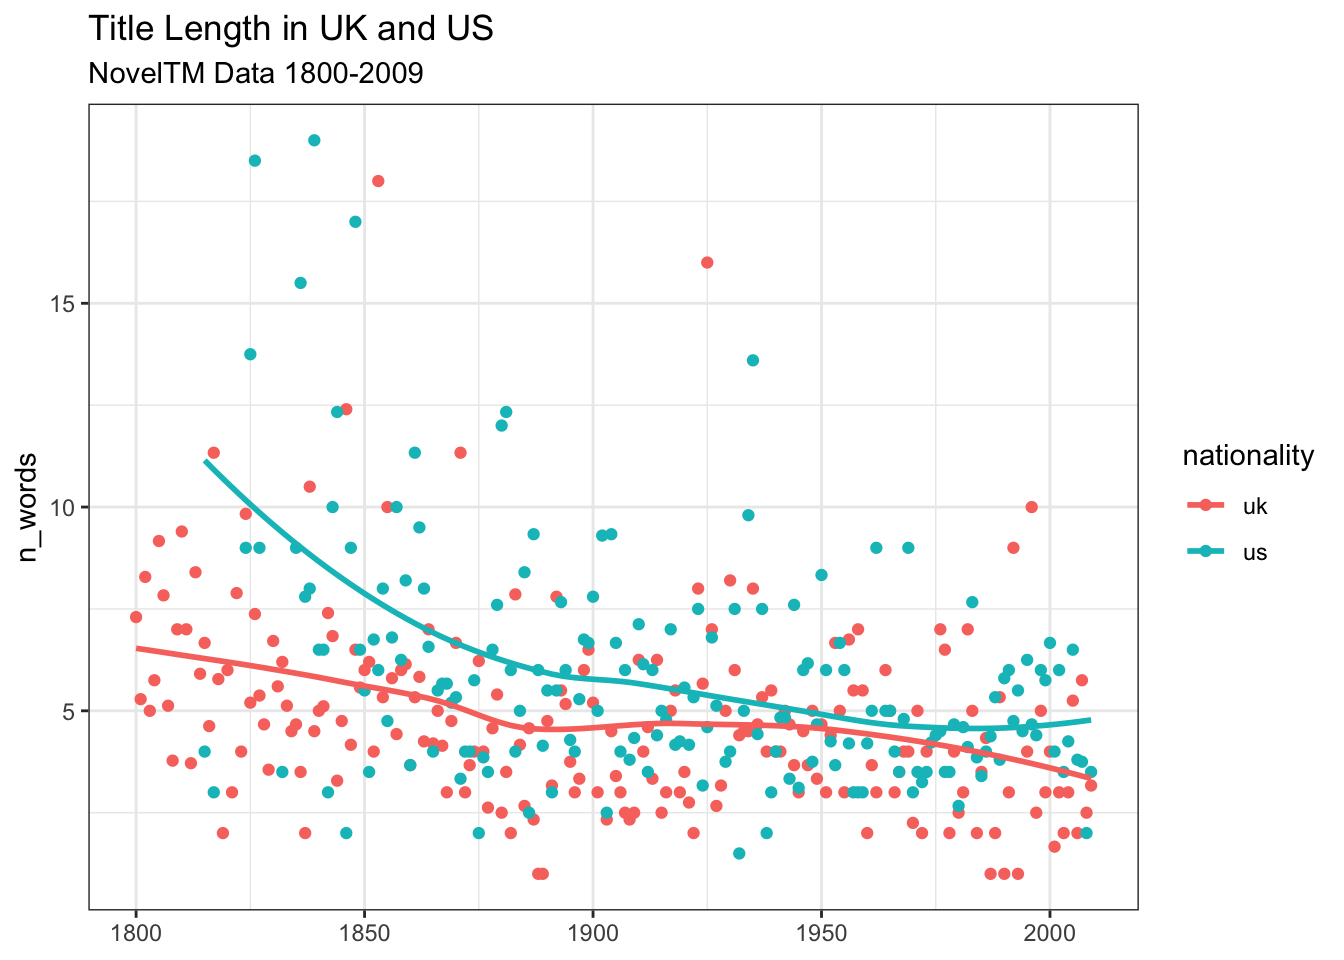 Title Length in UK and US
NovelTM Data 1800-2009
n_words
15
10
5
1800
1850
1900
1950
2000
nationality
uk
us